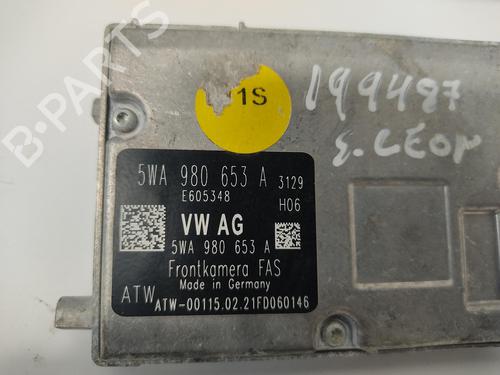 1S
199487
S. LEON
5WA 980 653 A 3129
E605348 H06
VW AG
5WA 980 653 A
Frontkamera FAS
Made in Germany
ATW
ATW-00115.02.21FD060146
B-PARTS